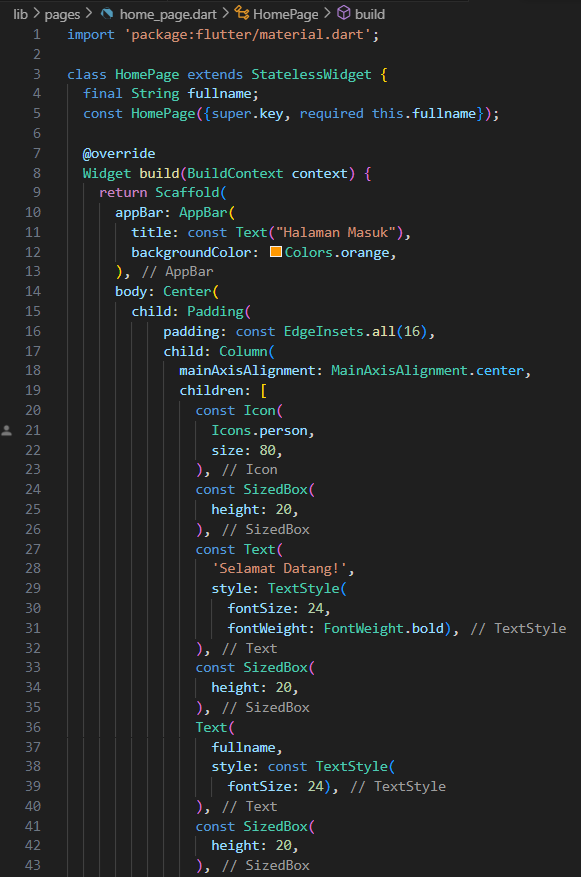 lib > pages > home_page.dart > HomePage > build
1 import 'package:flutter/material.dart';
2
3 class HomePage extends StatelessWidget {
4   final String fullname;
5   const HomePage({super.key, required this.fullname});
6
7   @override
8   Widget build(BuildContext context) {
9     return Scaffold(
10       appBar: AppBar(
11         title: const Text("Halaman Masuk"),
12         backgroundColor: Colors.orange,
13       ), // AppBar
14       body: Center(
15         child: Padding(
16             padding: const EdgeInsets.all(16),
17             child: Column(
18               mainAxisAlignment: MainAxisAlignment.center,
19               children: [
20                 const Icon(
21                   Icons.person,
22                   size: 80,
23                 ), // Icon
24                 const SizedBox(
25                   height: 20,
26                 ), // SizedBox
27                 const Text(
28                   'Selamat Datang!',
29                   style: TextStyle(
30                     fontSize: 24,
31                     fontWeight: FontWeight.bold), // TextStyle
32                 ), // Text
33                 const SizedBox(
34                   height: 20,
35                 ), // SizedBox
36                 Text(
37                   fullname,
38                   style: const TextStyle(
39                     fontSize: 24), // TextStyle
40                 ), // Text
41                 const SizedBox(
42                   height: 20,
43                 ), // SizedBox